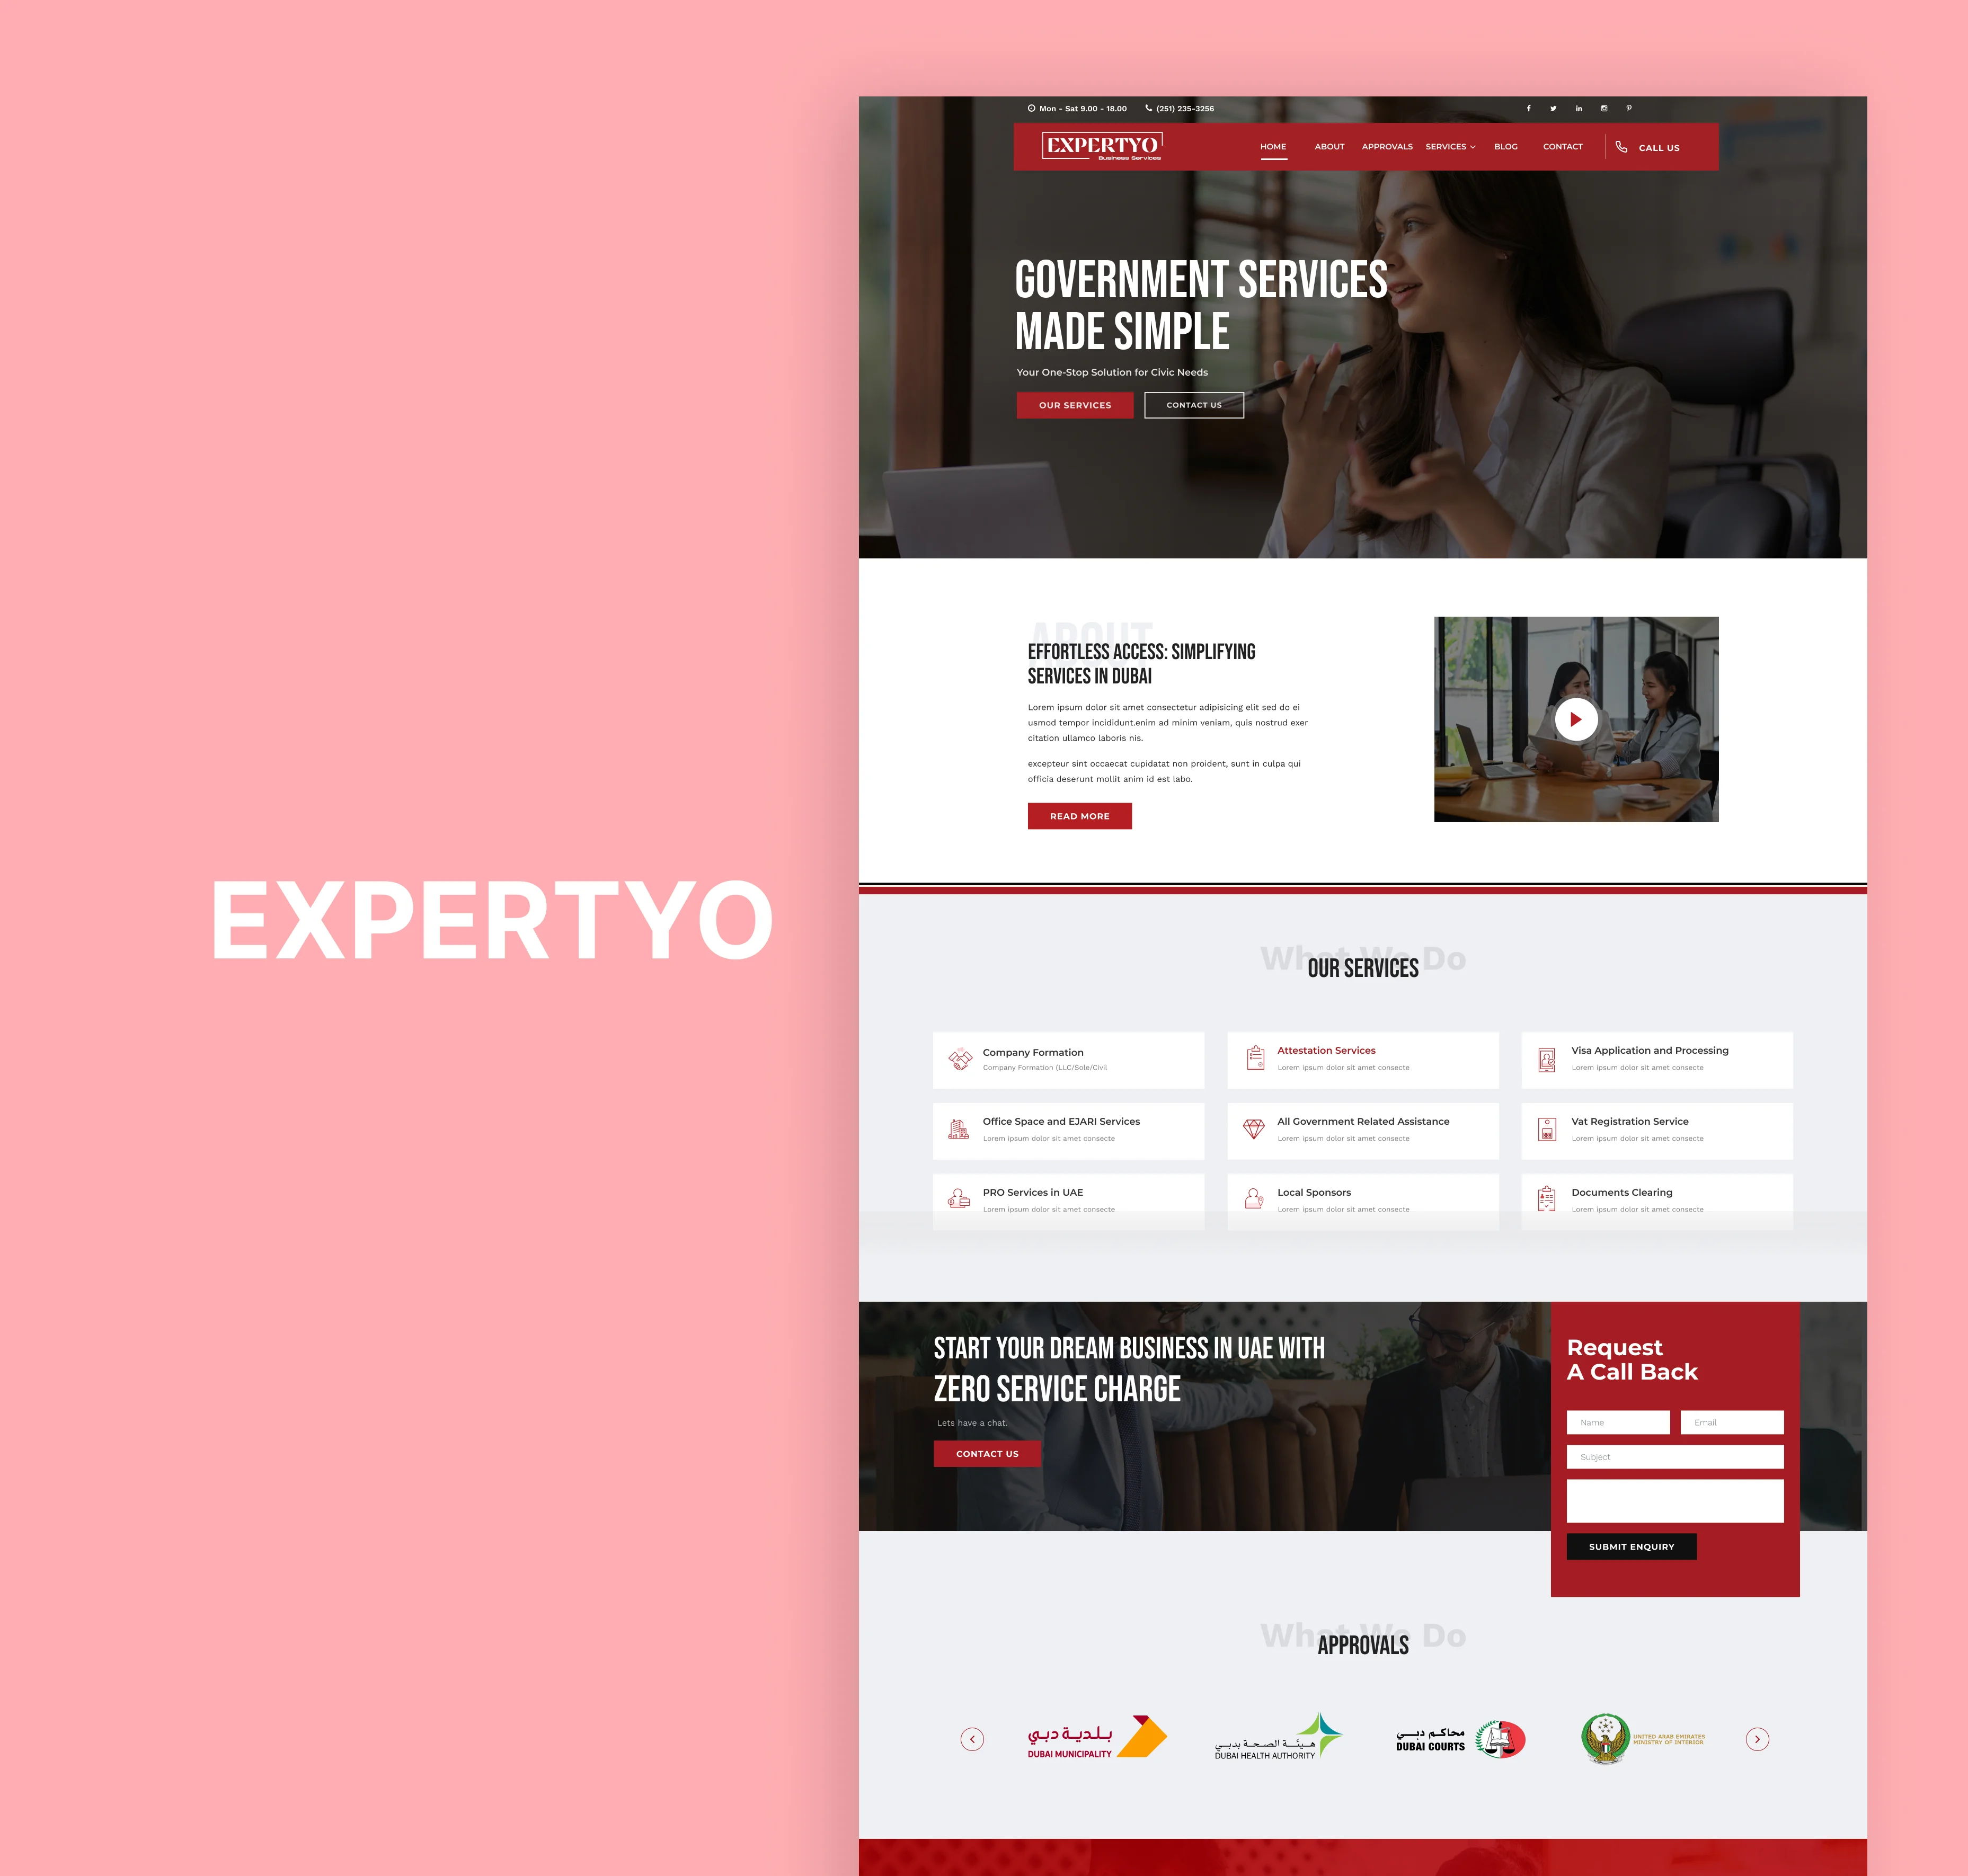 EXPERTYO
Mon - Sat 9.00 - 18.00
(251) 235-3256
EXPERTYO
Business Services
HOME
ABOUT
APPROVALS
SERVICES
BLOG
CONTACT
CALL US
GOVERNMENT SERVICES
MADE SIMPLE
Your One-Stop Solution for Civic Needs
OUR SERVICES
CONTACT US
ABOUT
EFFORTLESS ACCESS: SIMPLIFYING
SERVICES IN DUBAI
Lorem ipsum dolor sit amet consectetur adipisicing elit sed do ei
usmod tempor incididunt.enim ad minim veniam, quis nostrud exer
citation ullamco laboris nis.
excepteur sint occaecat cupidatat non proident, sunt in culpa qui
officia deserunt mollit anim id est labo.
READ MORE
What We Do
OUR SERVICES
Company Formation
Company Formation (LLC/Sole/Civil
Attestation Services
Lorem ipsum dolor sit amet consecte
Visa Application and Processing
Lorem ipsum dolor sit amet consecte
Office Space and EJARI Services
Lorem ipsum dolor sit amet consecte
All Government Related Assistance
Lorem ipsum dolor sit amet consecte
Vat Registration Service
Lorem ipsum dolor sit amet consecte
PRO Services in UAE
Lorem ipsum dolor sit amet consecte
Local Sponsors
Lorem ipsum dolor sit amet consecte
Documents Clearing
Lorem ipsum dolor sit amet consecte
START YOUR DREAM BUSINESS IN UAE WITH
ZERO SERVICE CHARGE
Lets have a chat.
CONTACT US
Request
A Call Back
Name
Email
Subject
SUBMIT ENQUIRY
What We Do
APPROVALS
بلدية دبي
DUBAI MUNICIPALITY
هيئة الصحة بدبي
DUBAI HEALTH AUTHORITY
محاكم دبي
DUBAI COURTS
UNITED ARAB EMIRATES
MINISTRY OF INTERIOR